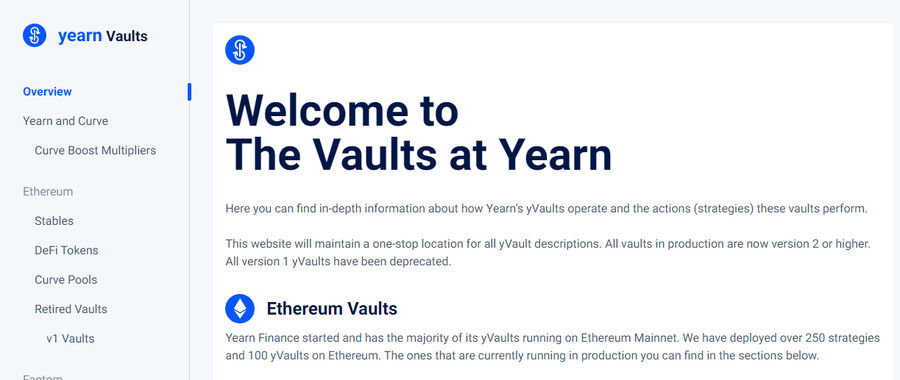 yearn Vaults
Overview
Yearn and Curve
Curve Boost Multipliers
Ethereum
Stables
DeFi Tokens
Curve Pools
Retired Vaults
v1 Vaults
Fantom
Welcome to
The Vaults at Yearn
Here you can find in-depth information about how Yearn's yVaults operate and the actions (strategies) these vaults perform.
This website will maintain a one-stop location for all yVault descriptions. All vaults in production are now version 2 or higher.
All version 1 yVaults have been deprecated.
Ethereum Vaults
Yearn Finance started and has the majority of its yVaults running on Ethereum Mainnet. We have deployed over 250 strategies
and 100 yVaults on Ethereum. The ones that are currently running in production you can find in the sections below.